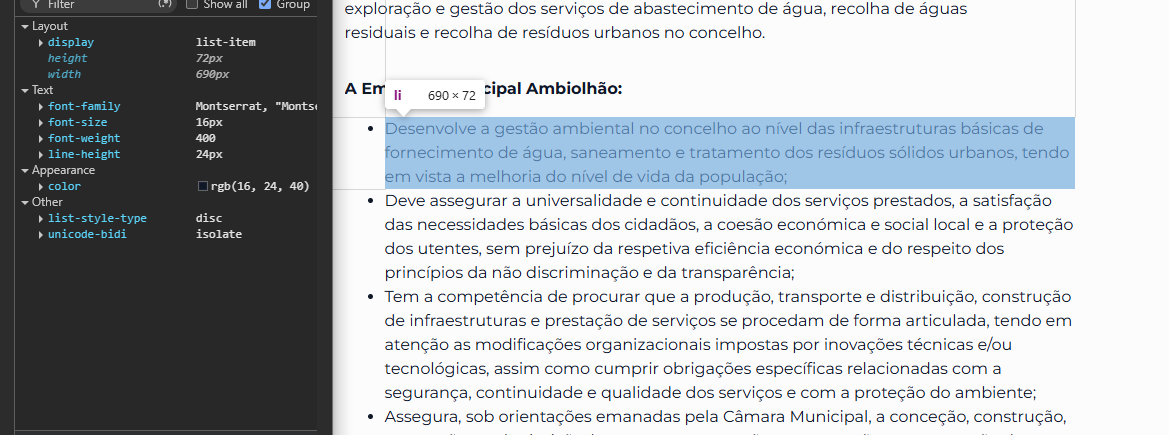 Filter
(.*)
Show all
Group
Layout
display list-item
height 72px
width 690px
Text
font-family Montserrat, "Montse
font-size 16px
font-weight 400
line-height 24px
Appearance
color rgb(16, 24, 40)
Other
list-style-type disc
unicode-bidi isolate
exploração e gestão dos serviços de abastecimento de água, recolha de águas
residuais e recolha de resíduos urbanos no concelho.
A Em cipal Ambiolhão:
li 690 × 72
Desenvolve a gestão ambiental no concelho ao nível das infraestruturas básicas de
fornecimento de água, saneamento e tratamento dos resíduos sólidos urbanos, tendo
em vista a melhoria do nível de vida da população;
Deve assegurar a universalidade e continuidade dos serviços prestados, a satisfação
das necessidades básicas dos cidadãos, a coesão económica e social local e a proteção
dos utentes, sem prejuízo da respetiva eficiência económica e do respeito dos
princípios da não discriminação e da transparência;
Tem a competência de procurar que a produção, transporte e distribuição, construção
de infraestruturas e prestação de serviços se procedam de forma articulada, tendo em
atenção as modificações organizacionais impostas por inovações técnicas e/ou
tecnológicas, assim como cumprir obrigações específicas relacionadas com a
segurança, continuidade e qualidade dos serviços e com a proteção do ambiente;
Assegura, sob orientações emanadas pela Câmara Municipal, a conceção, construção,